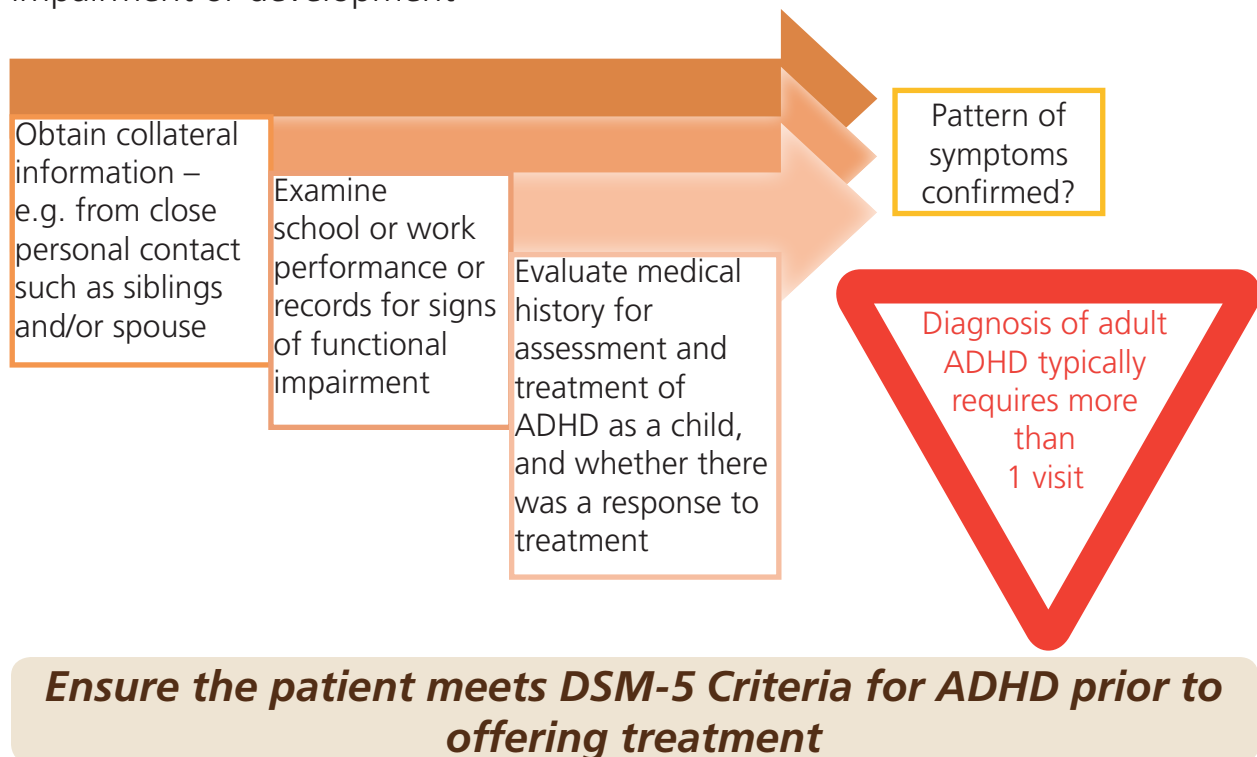 Obtain collateral
information –
e.g. from close
personal contact
such as siblings
and/or spouse
Examine
school or work
performance or
records for signs
of functional
impairment
Evaluate medical
history for
assessment and
treatment of
ADHD as a child,
and whether there
was a response to
treatment
Pattern of
symptoms
confirmed?
Diagnosis of adult
ADHD typically
requires more
than
1 visit
Ensure the patient meets DSM-5 Criteria for ADHD prior to
offering treatment